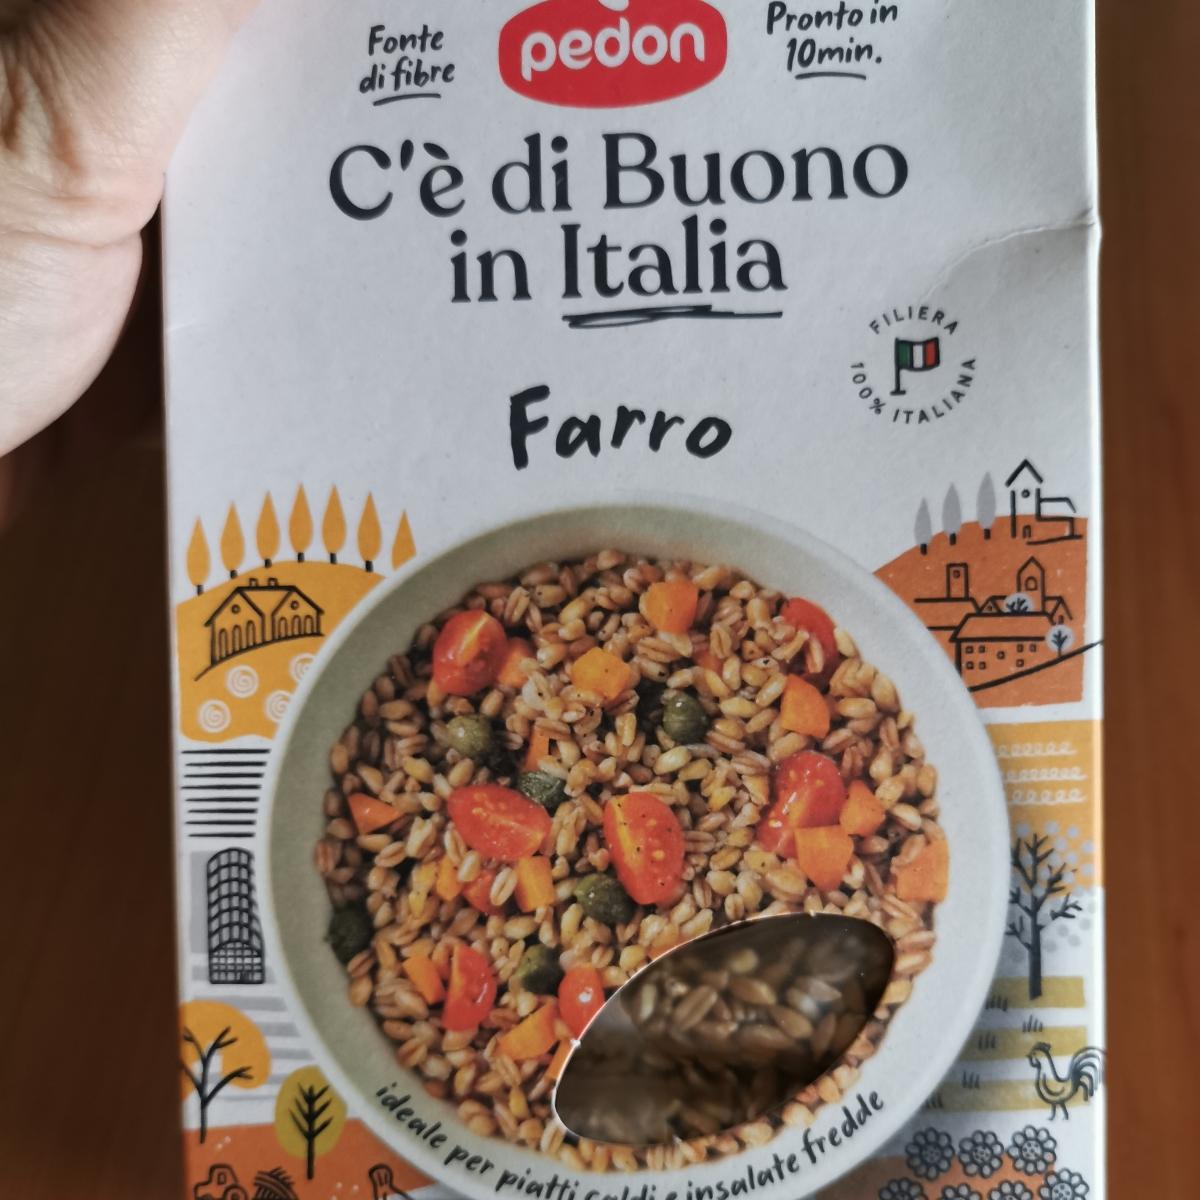 Fonte
di fibre
pedon
Pronto in
10min.
C'è di Buono
in Italia
FILIERA
100% ITALIANA
Farro
ideale per piatti caldi e insalate fredde